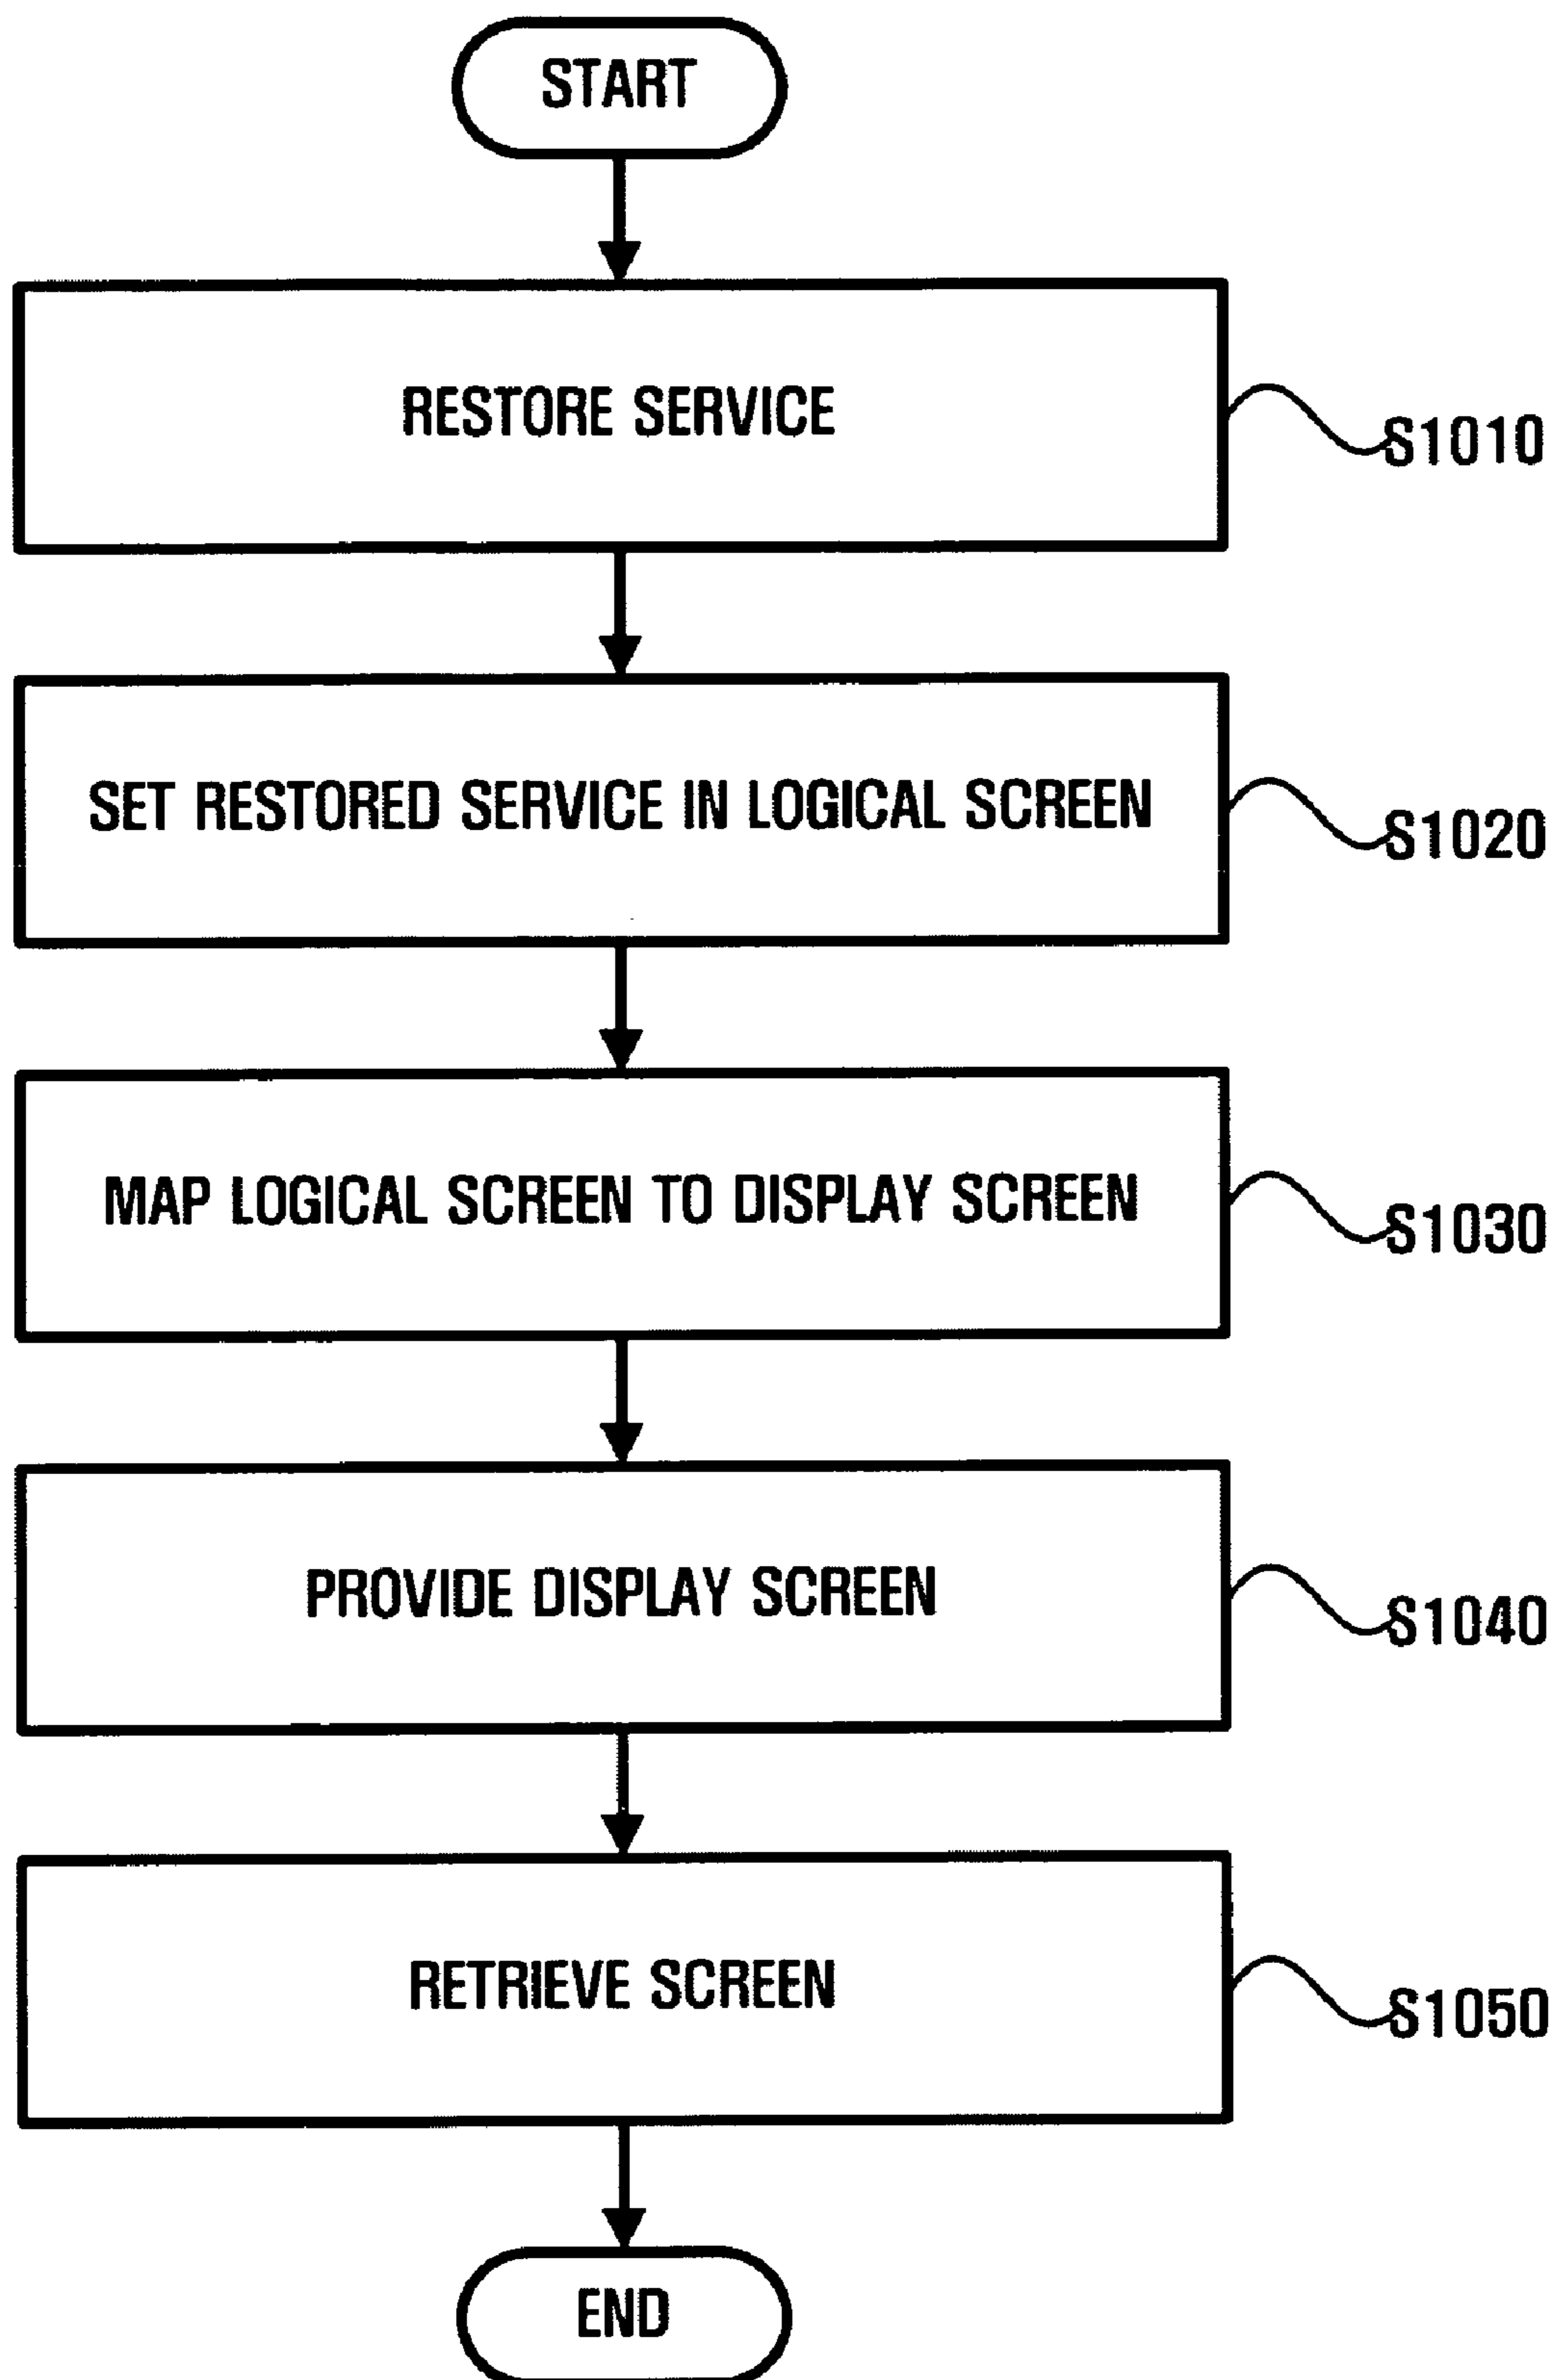 START
RESTORE SERVICE
S1010
SET RESTORED SERVICE IN LOGICAL SCREEN
S1020
MAP LOGICAL SCREEN TO DISPLAY SCREEN
S1030
PROVIDE DISPLAY SCREEN
S1040
RETRIEVE SCREEN
S1050
END